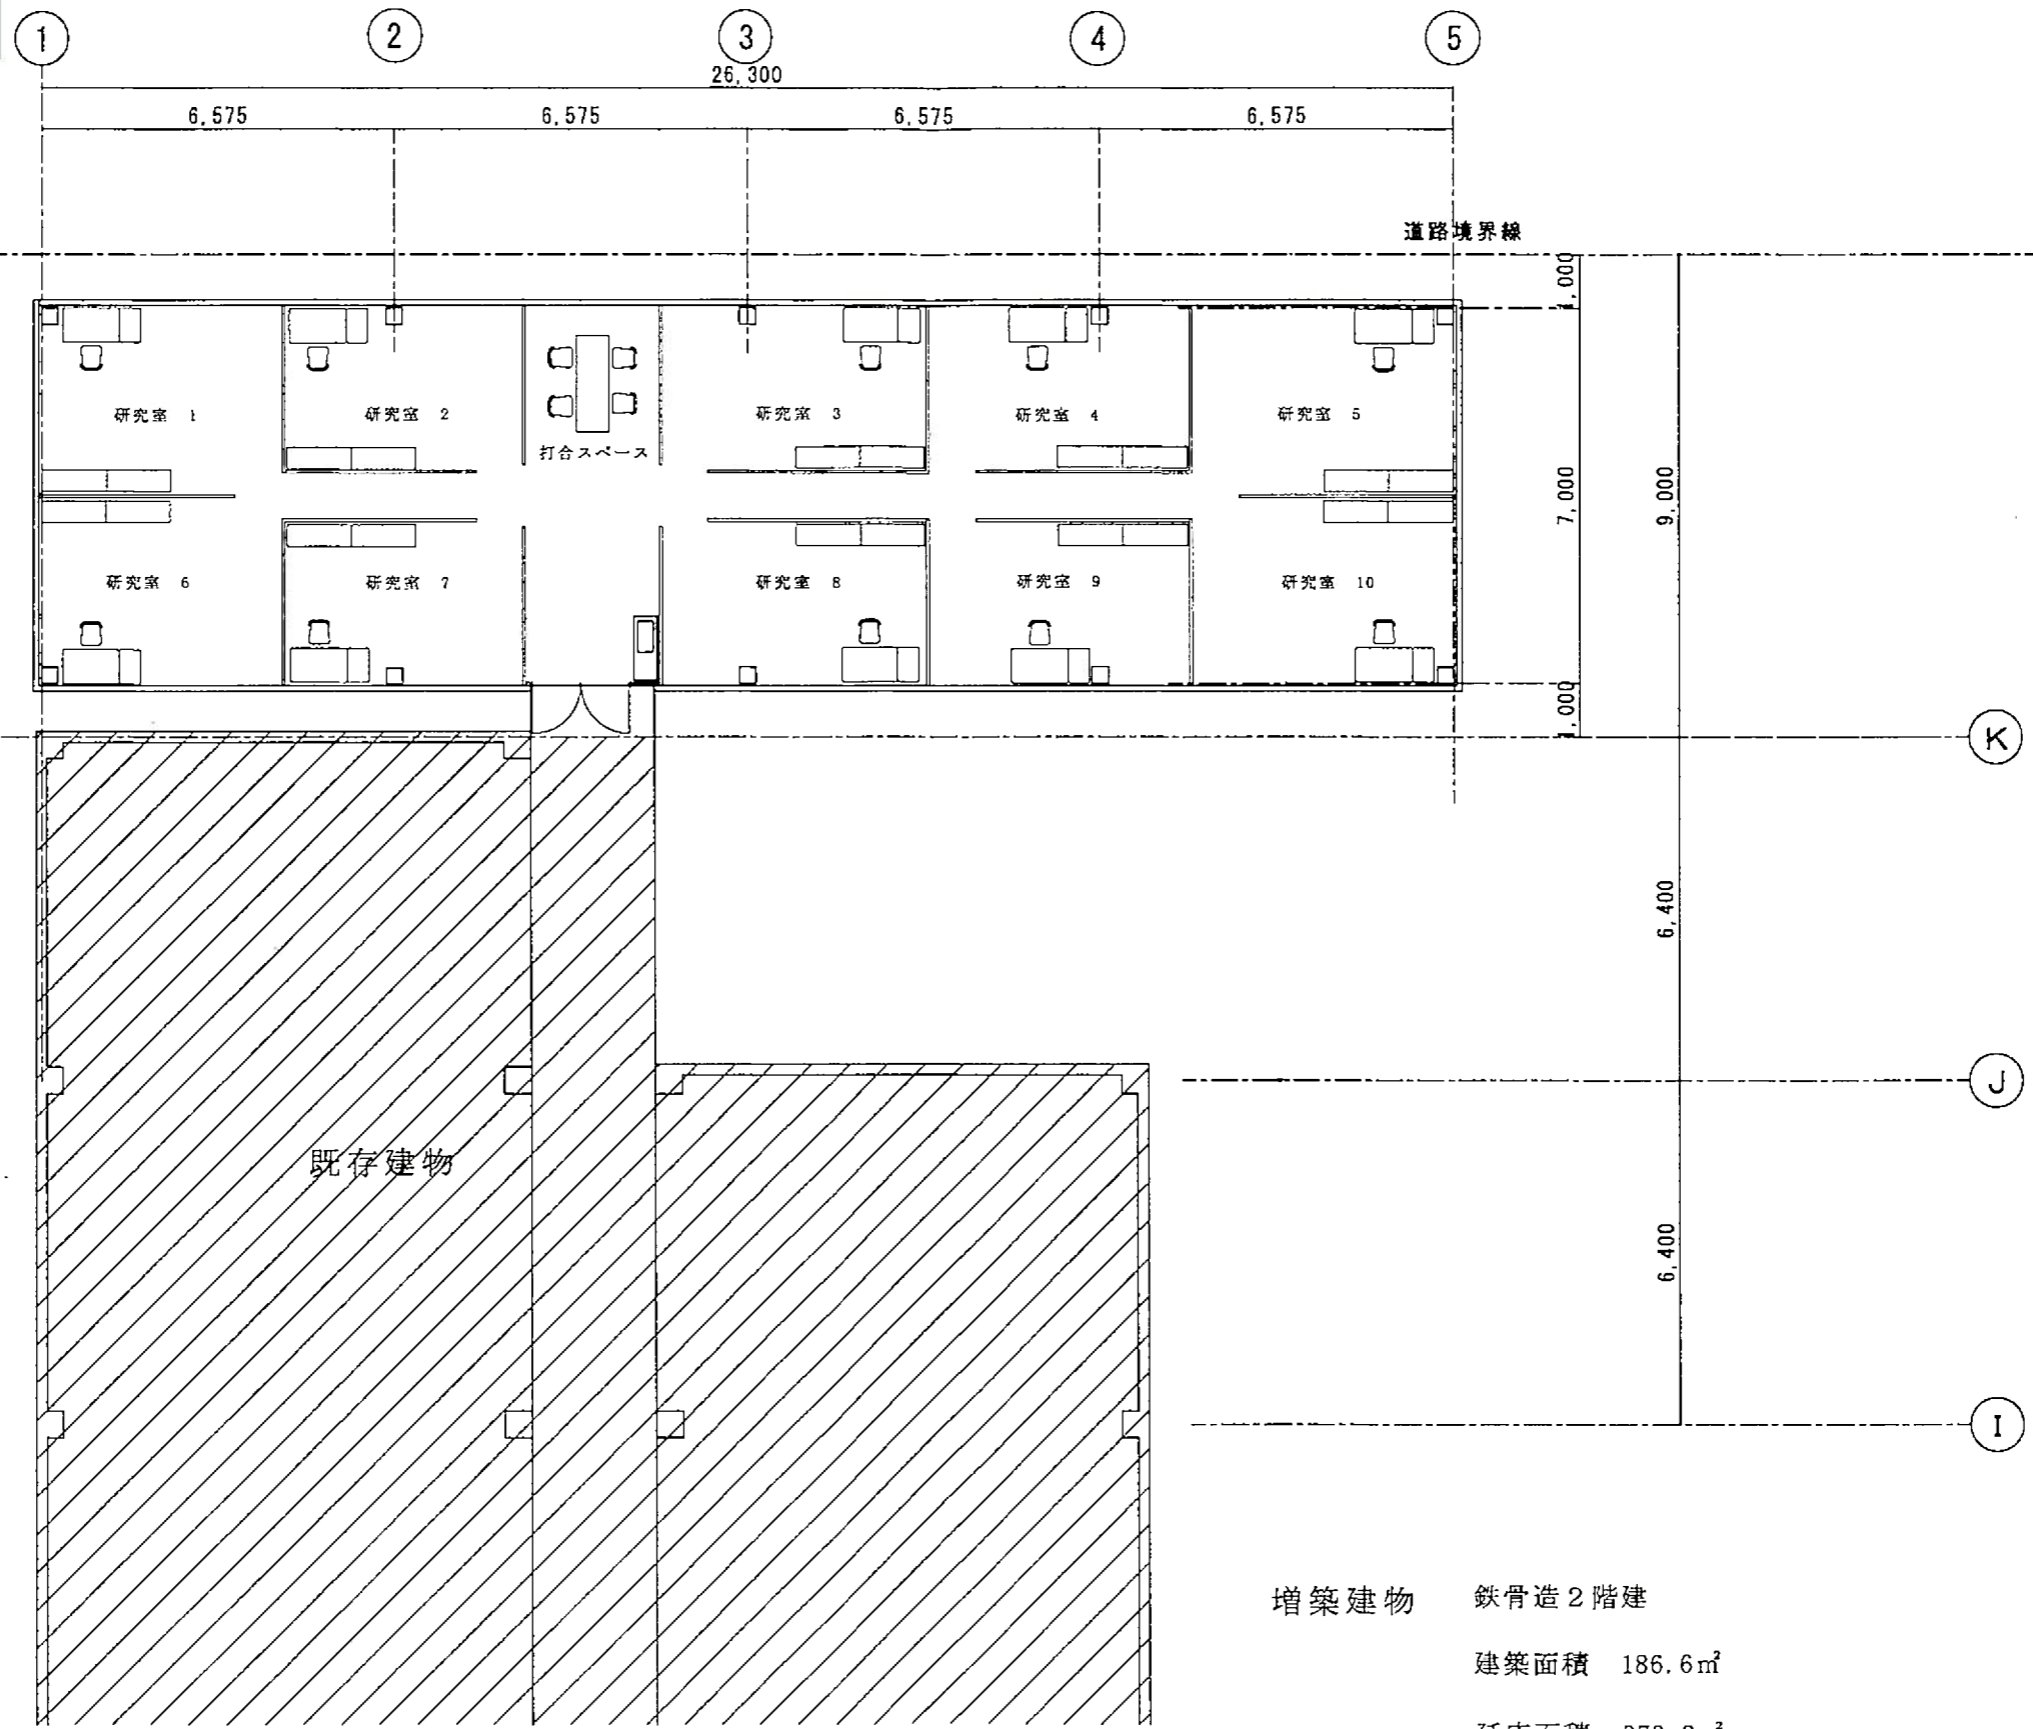 1 2 3 4 5
26,300
6,575 6,575 6,575 6,575
道路境界線
1,000
研究室 1 研究室 2 研究室 3 研究室 4 研究室 5
打合スペース
7,000
9,000
研究室 6 研究室 7 研究室 8 研究室 9 研究室 10
1,000
K
6,400
J
既存建物
6,400
I
増築建物 鉄骨造2階建
建築面積 186.6㎡